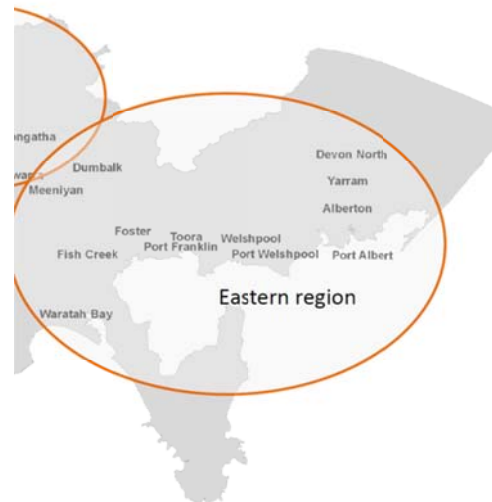 ongatha
Devon North
Dumbalk
Yarram
Meeniyan
Alberton
Foster
Toora
Welshpool
Port Franklin
Fish Creek
Port Welshpool
Port Albert
Eastern region
Waratah Bay